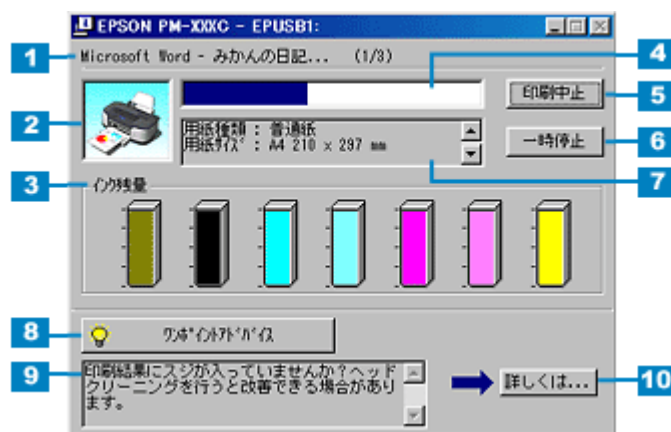 EPSON PM-XXXC - EPUSB1:
1
Microsoft Word - みかんの日記... (1/3)
4
2
印刷中止
5
用紙種類 : 普通紙
用紙ｻｲｽﾞ : A4 210 × 297 mm
一時停止
6
7
3
ｲﾝｸ残量
8
ﾜﾝﾎﾟｲﾝﾄｱﾄﾞﾊﾞｲｽ
9
印刷結果にスジが入っていませんか？ヘッド
クリーニングを行うと改善できる場合があり
ます。
詳しくは...
10